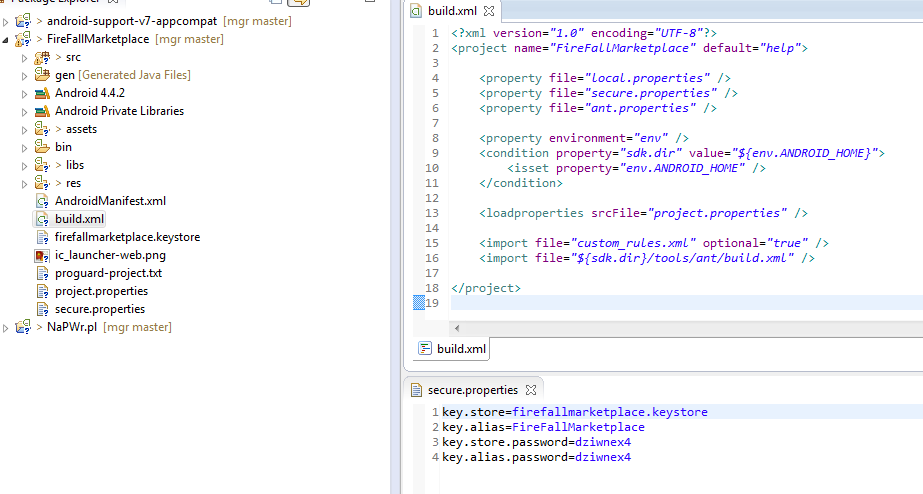 Package Explorer
> android-support-v7-appcompat [mgr master]
> FireFallMarketplace [mgr master]
> src
gen [Generated Java Files]
Android 4.4.2
Android Private Libraries
> assets
bin
> libs
> res
AndroidManifest.xml
build.xml
firefallmarketplace.keystore
ic_launcher-web.png
proguard-project.txt
project.properties
secure.properties
> NaPWr.pl [mgr master]
build.xml
1 <?xml version="1.0" encoding="UTF-8"?>
2 <project name="FireFallMarketplace" default="help">
3
4 <property file="local.properties" />
5 <property file="secure.properties" />
6 <property file="ant.properties" />
7
8 <property environment="env" />
9 <condition property="sdk.dir" value="${env.ANDROID_HOME}">
10 <isset property="env.ANDROID_HOME" />
11 </condition>
12
13 <loadproperties srcFile="project.properties" />
14
15 <import file="custom_rules.xml" optional="true" />
16 <import file="${sdk.dir}/tools/ant/build.xml" />
17
18 </project>
19
build.xml
secure.properties
1 key.store=firefallmarketplace.keystore
2 key.alias=FireFallMarketplace
3 key.store.password=dziwnex4
4 key.alias.password=dziwnex4